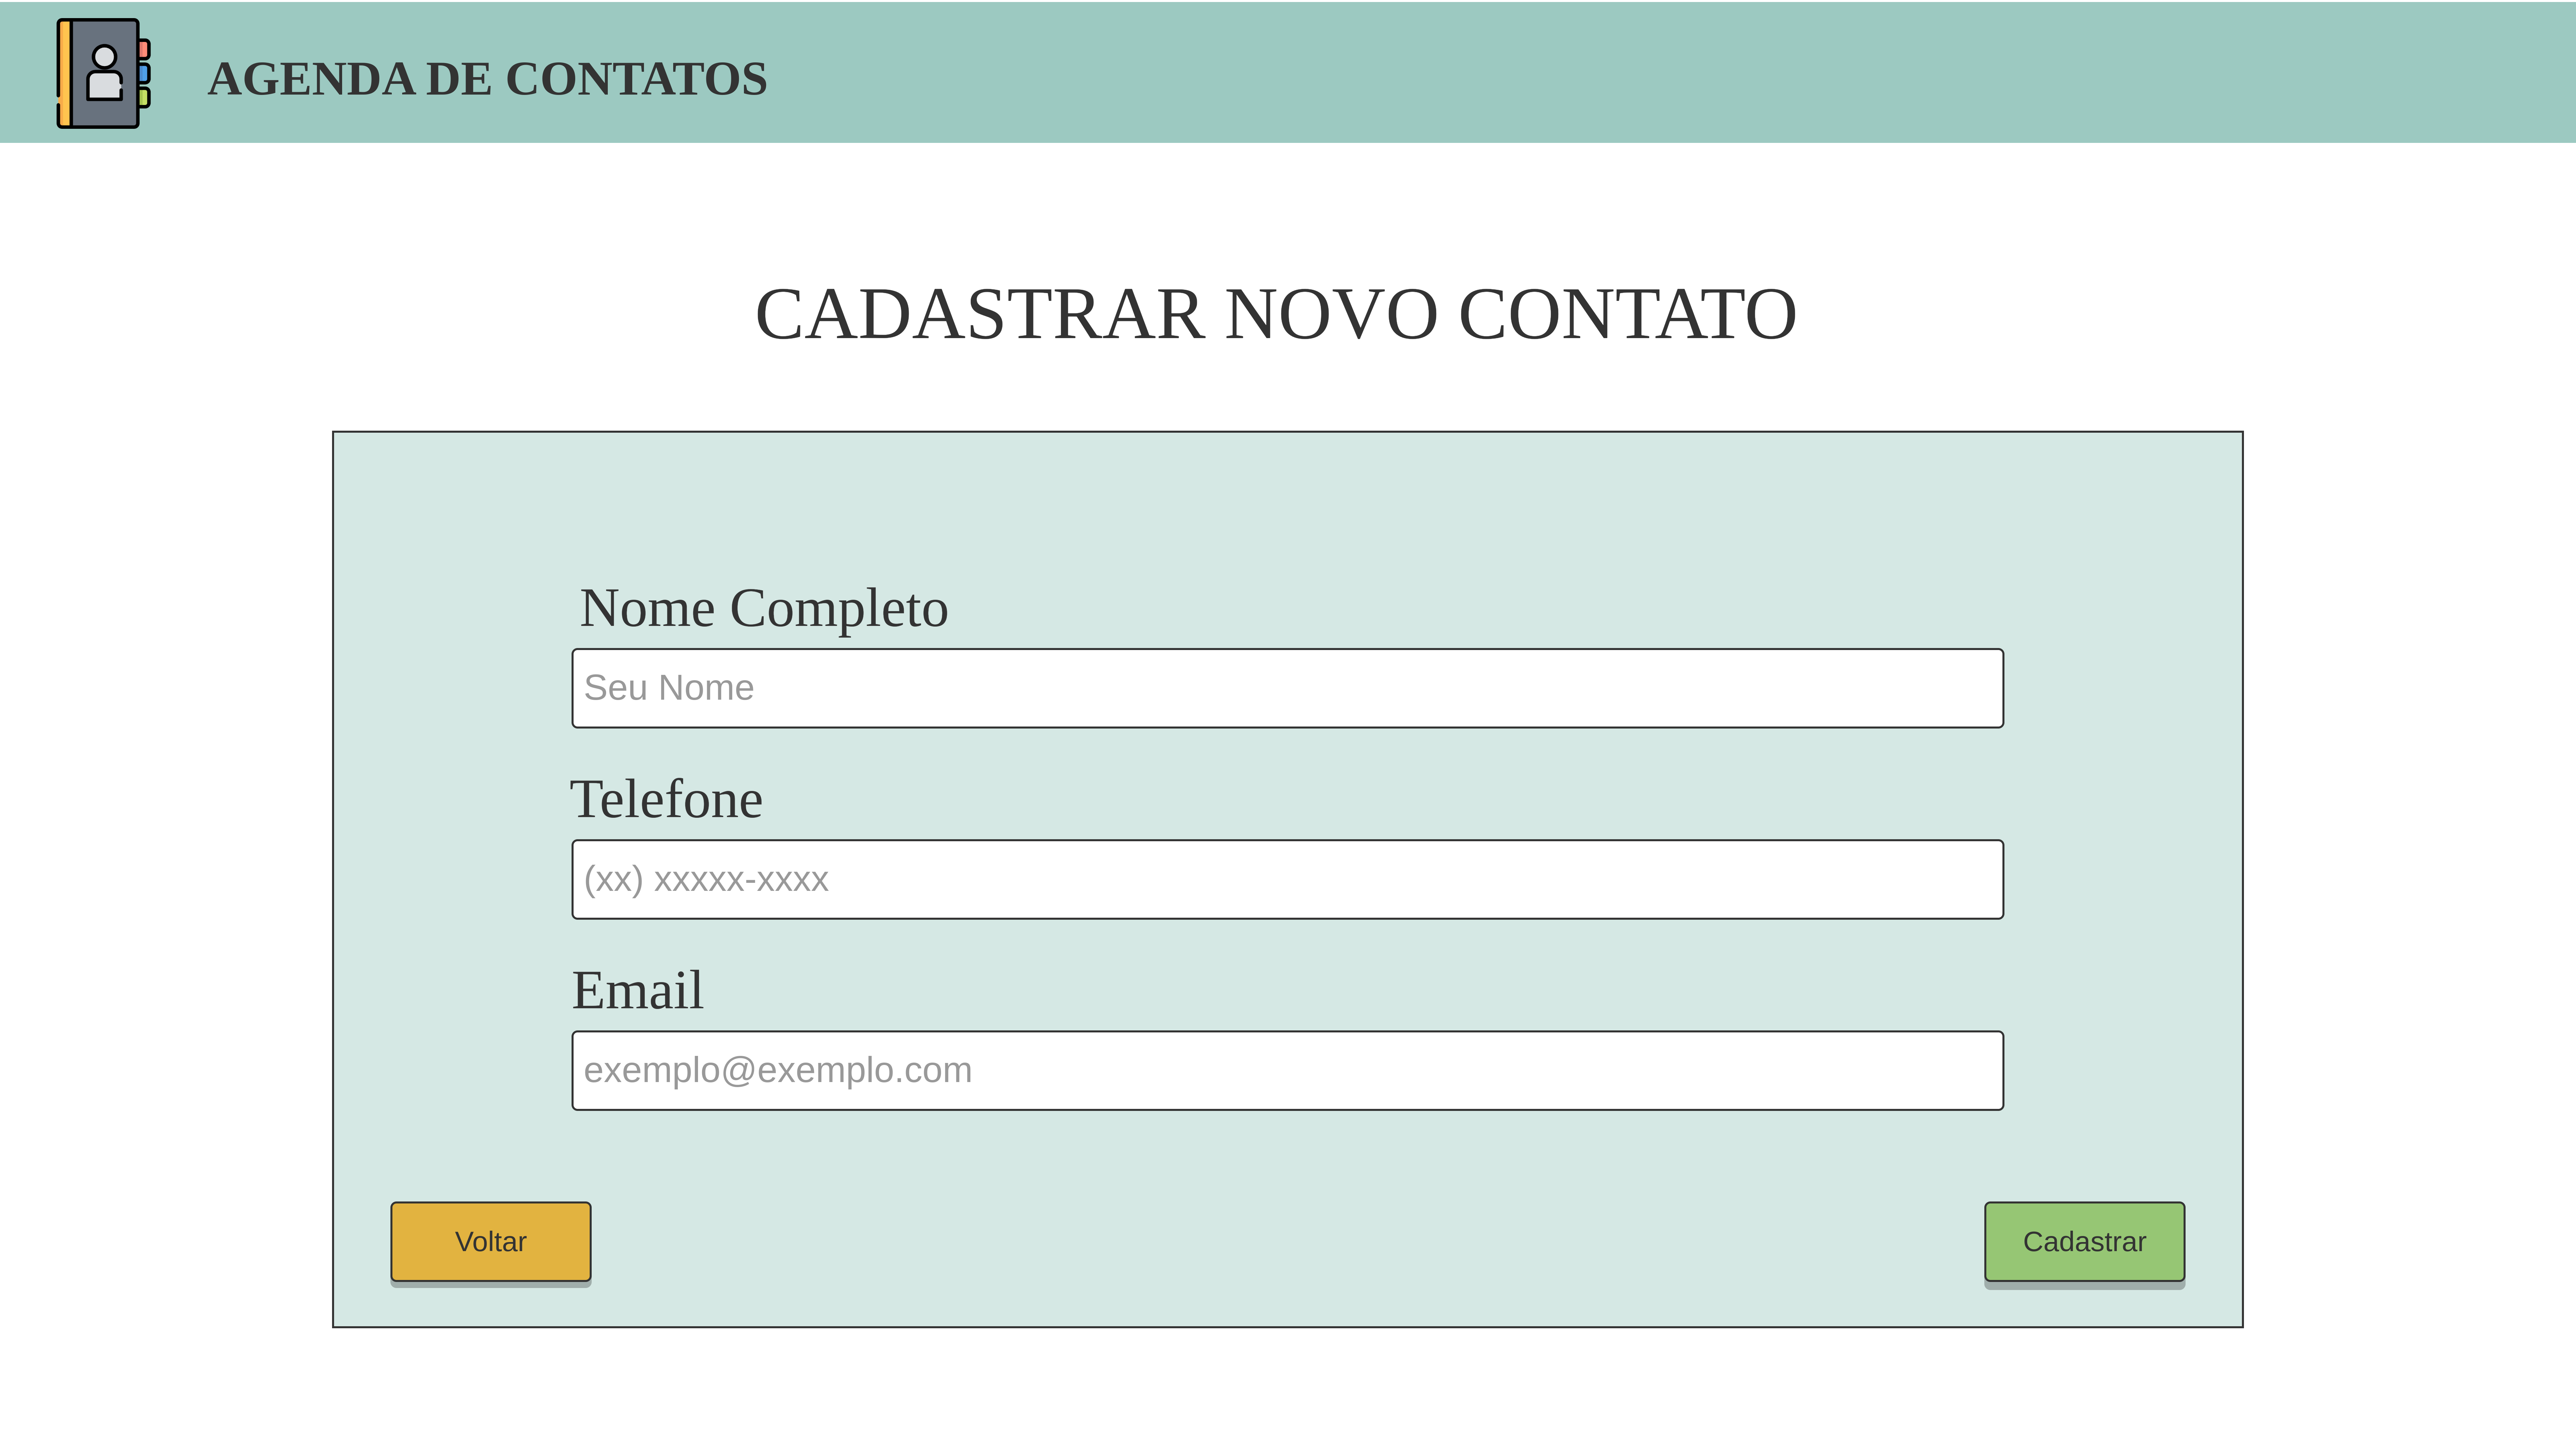 AGENDA DE CONTATOS
CADASTRAR NOVO CONTATO
Nome Completo
Seu Nome
Telefone
(xx) xxxxx-xxxx
Email
exemplo@exemplo.com
Voltar
Cadastrar